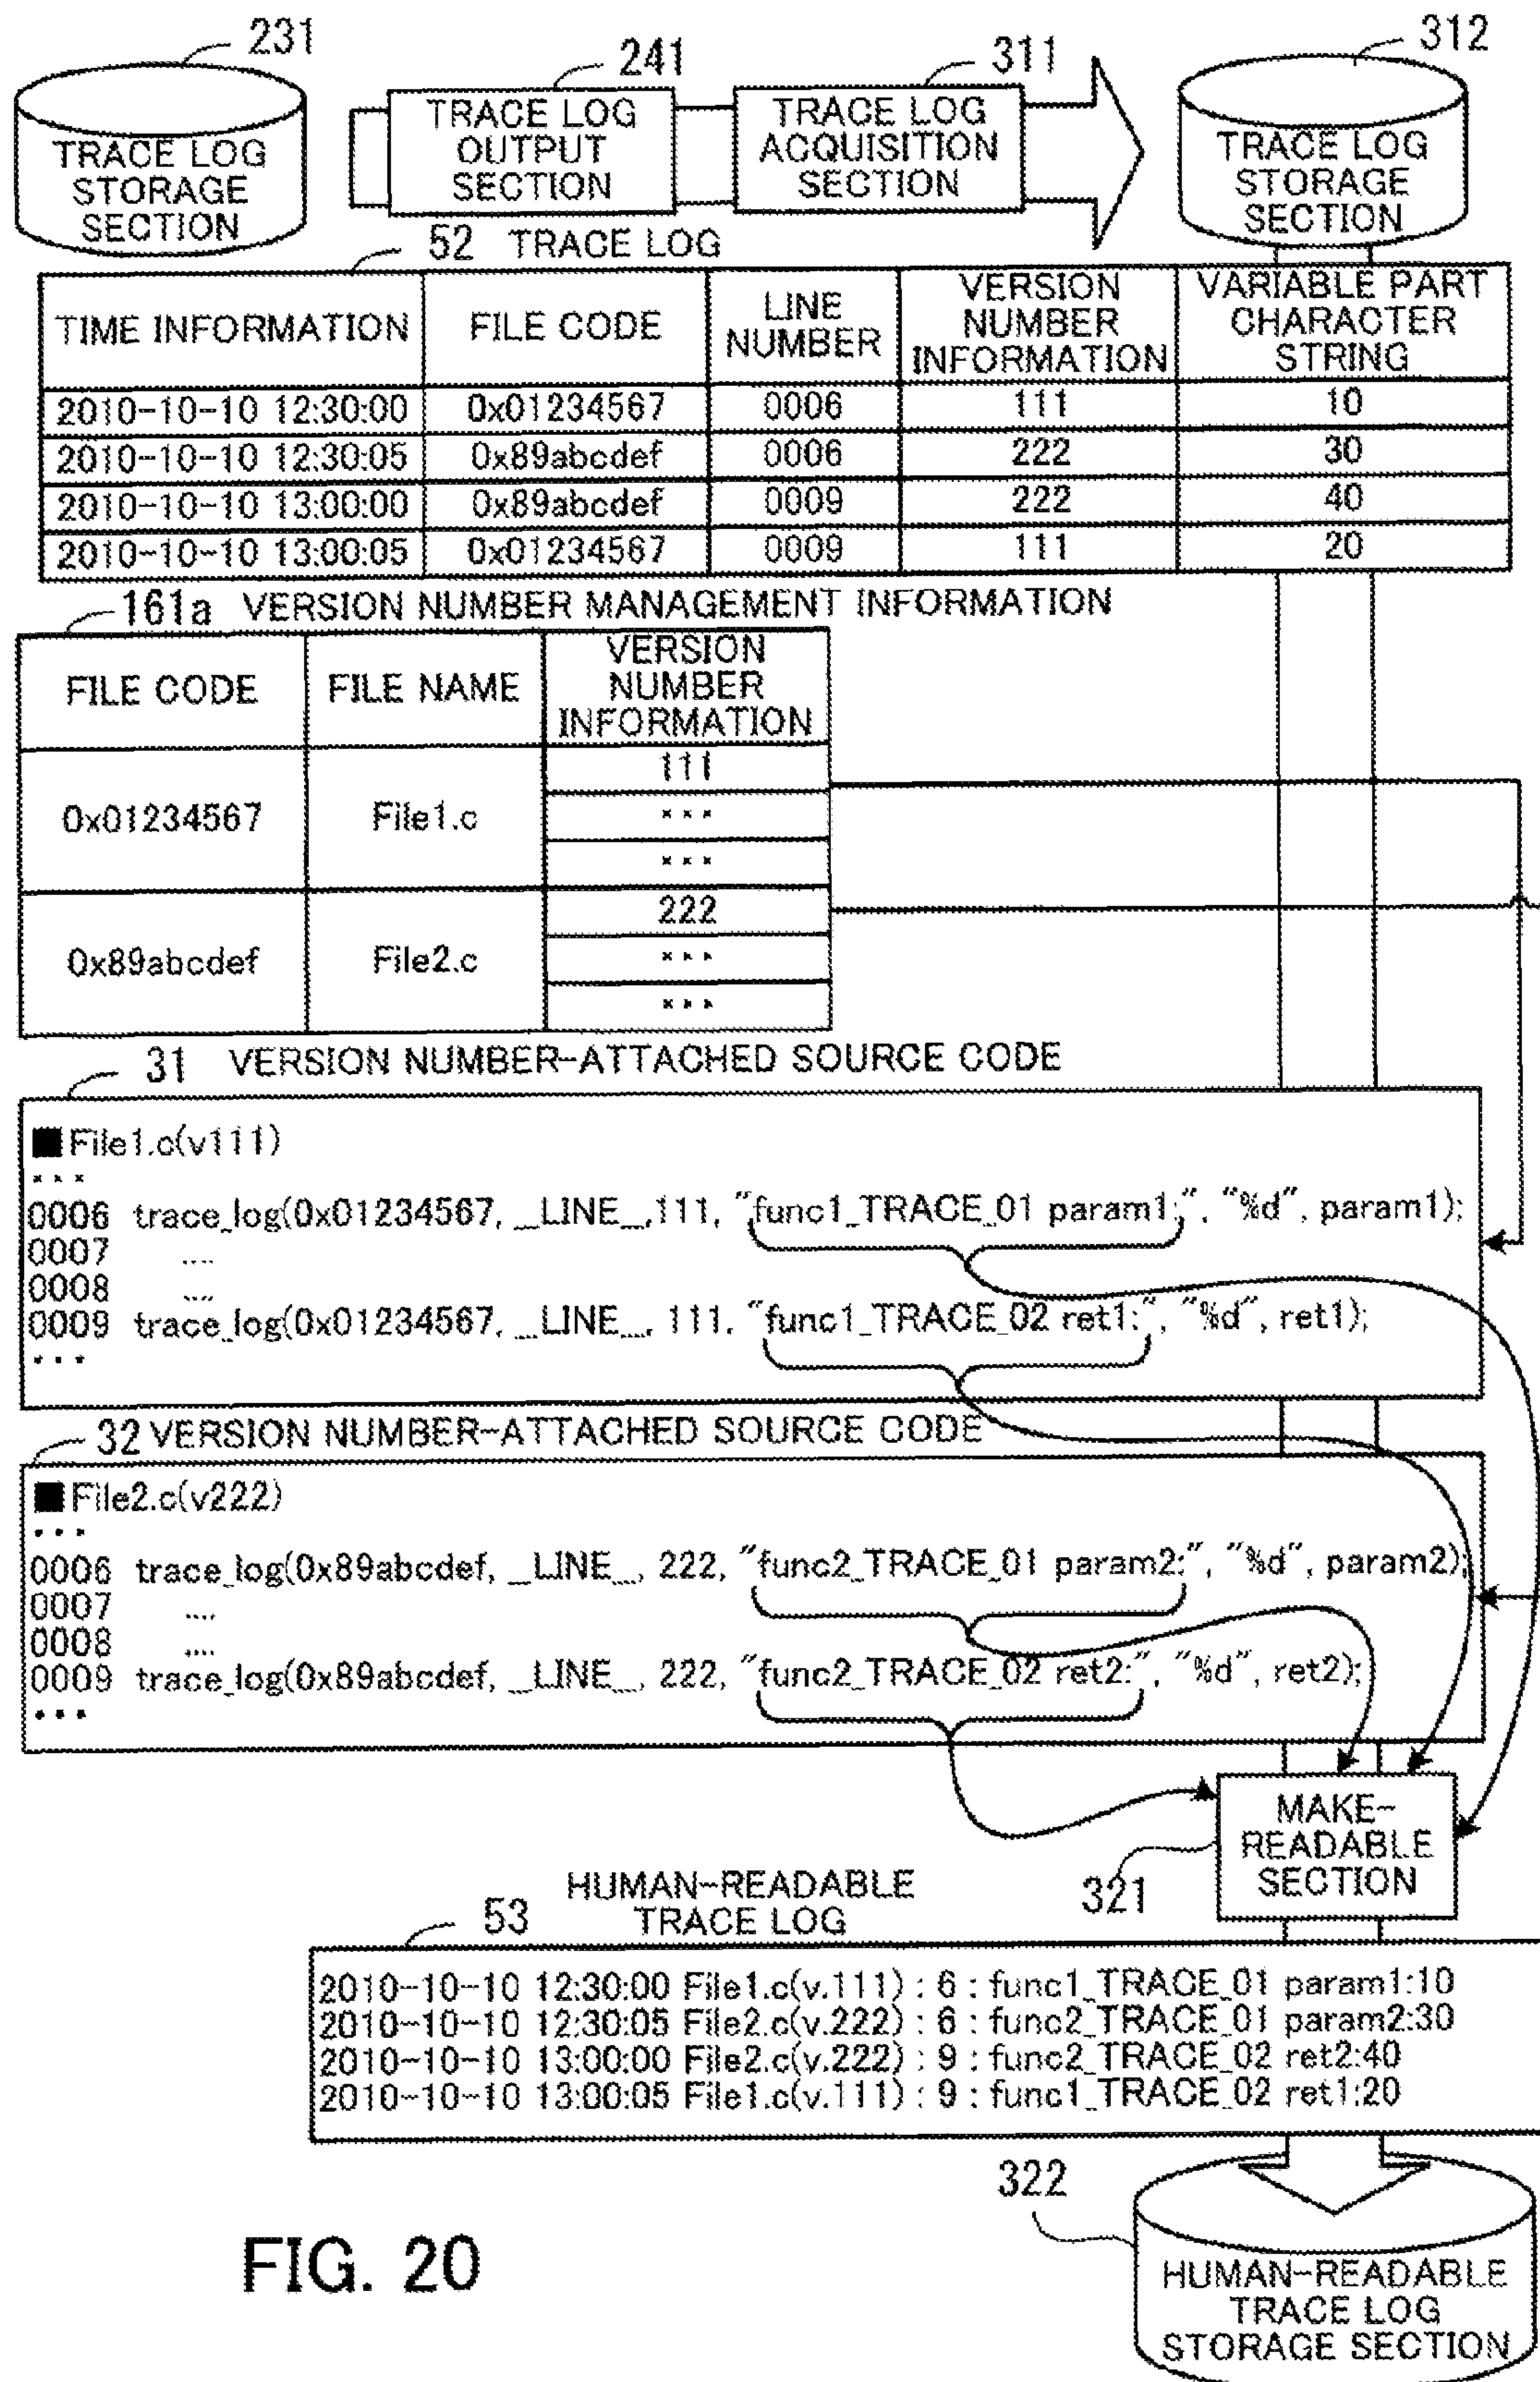 231
241
311
312
TRACE LOG
STORAGE
SECTION
TRACE LOG
OUTPUT
SECTION
TRACE LOG
ACQUISITION
SECTION
TRACE LOG
STORAGE
SECTION
52 TRACE LOG
TIME INFORMATION
FILE CODE
LINE
NUMBER
VERSION
NUMBER
INFORMATION
VARIABLE PART
CHARACTER
STRING
2010-10-10 12:30:00 0x01234567 0006 111 10
2010-10-10 12:30:05 0x89abcdef 0006 222 30
2010-10-10 13:00:00 0x89abcdef 0009 222 40
2010-10-10 13:00:05 0x01234567 0009 111 20
161a VERSION NUMBER MANAGEMENT INFORMATION
FILE CODE
FILE NAME
VERSION
NUMBER
INFORMATION
0x01234567
File1.c
111
...
...
0x89abcdef
File2.c
222
...
...
31 VERSION NUMBER-ATTACHED SOURCE CODE
■File1.c(v111)
...
0006 trace_log(0x01234567, __LINE__,111, "func1_TRACE_01 param1:", "%d", param1);
0007 ....
0008 ....
0009 trace_log(0x01234567, __LINE__, 111, "func1_TRACE_02 ret1:", "%d", ret1);
...
32 VERSION NUMBER-ATTACHED SOURCE CODE
■File2.c(v222)
...
0006 trace_log(0x89abcdef, __LINE__, 222, "func2_TRACE_01 param2:", "%d", param2);
0007 ....
0008 ....
0009 trace_log(0x89abcdef, __LINE__, 222, "func2_TRACE_02 ret2:", "%d", ret2);
...
MAKE-
READABLE
SECTION
321
HUMAN-READABLE
TRACE LOG
53
2010-10-10 12:30:00 File1.c(v.111) : 6 : func1_TRACE_01 param1:10
2010-10-10 12:30:05 File2.c(v.222) : 6 : func2_TRACE_01 param2:30
2010-10-10 13:00:00 File2.c(v.222) : 9 : func2_TRACE_02 ret2:40
2010-10-10 13:00:05 File1.c(v.111) : 9 : func1_TRACE_02 ret1:20
322
HUMAN-READABLE
TRACE LOG
STORAGE SECTION
FIG. 20